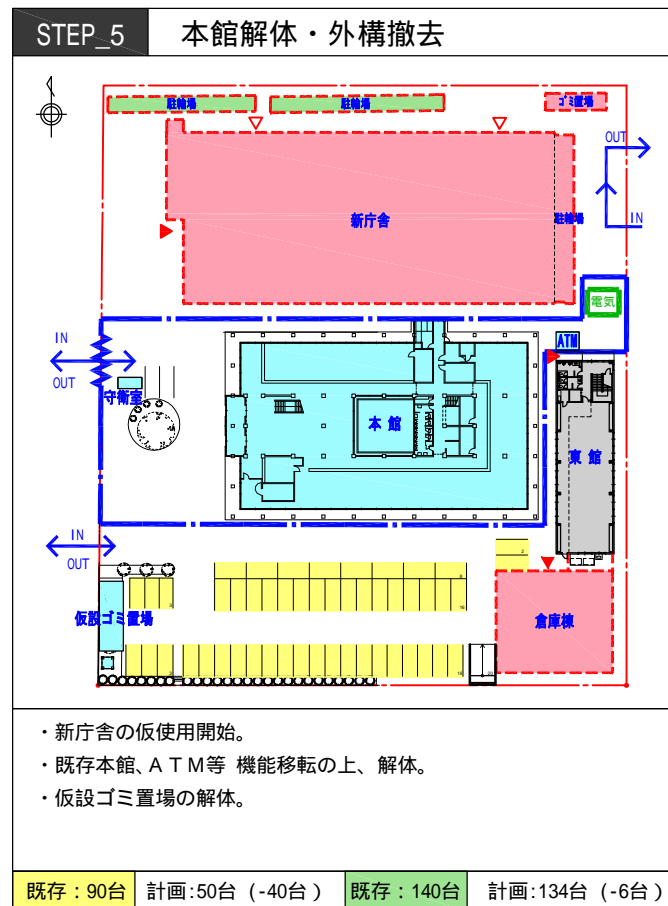 STEP_5 本館解体・外構撤去
駐輪場 駐輪場 ゴミ置場
OUT
新庁舎 駐輪場 IN
電気
IN
ATM
OUT
守衛室
本 館
東 館
IN
OUT
2
8
仮設ゴミ置場
3
16
倉庫棟
・新庁舎の仮使用開始。
・既存本館、ATM等 機能移転の上、解体。
・仮設ゴミ置場の解体。
既存：90台 計画:50台 (-40台) 既存：140台 計画:134台 (-6台)